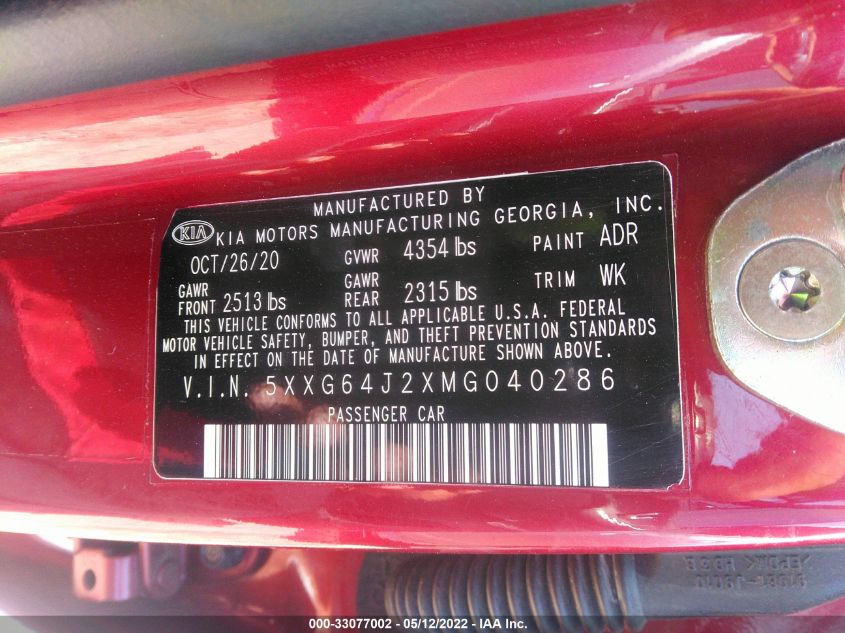 MANUFACTURED BY
KIA KIA MOTORS MANUFACTURING GEORGIA, INC.
OCT/26/20 GVWR 4354 lbs PAINT ADR
GAWR FRONT 2513 lbs GAWR REAR 2315 lbs TRIM WK
THIS VEHICLE CONFORMS TO ALL APPLICABLE U.S.A. FEDERAL
MOTOR VEHICLE SAFETY, BUMPER, AND THEFT PREVENTION STANDARDS
IN EFFECT ON THE DATE OF MANUFACTURE SHOWN ABOVE.
V.I.N. 5XXG64J2XMG040286
PASSENGER CAR
000-33077002 - 05/12/2022 - IAA Inc.